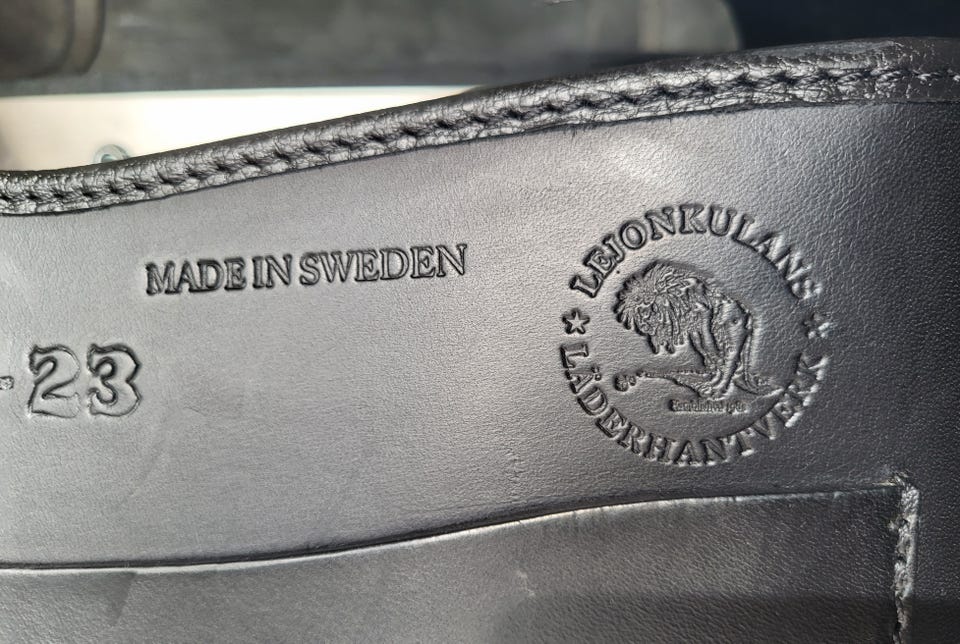 MADE IN SWEDEN
23
LEJONKULANS
LÄDERHANTVERK